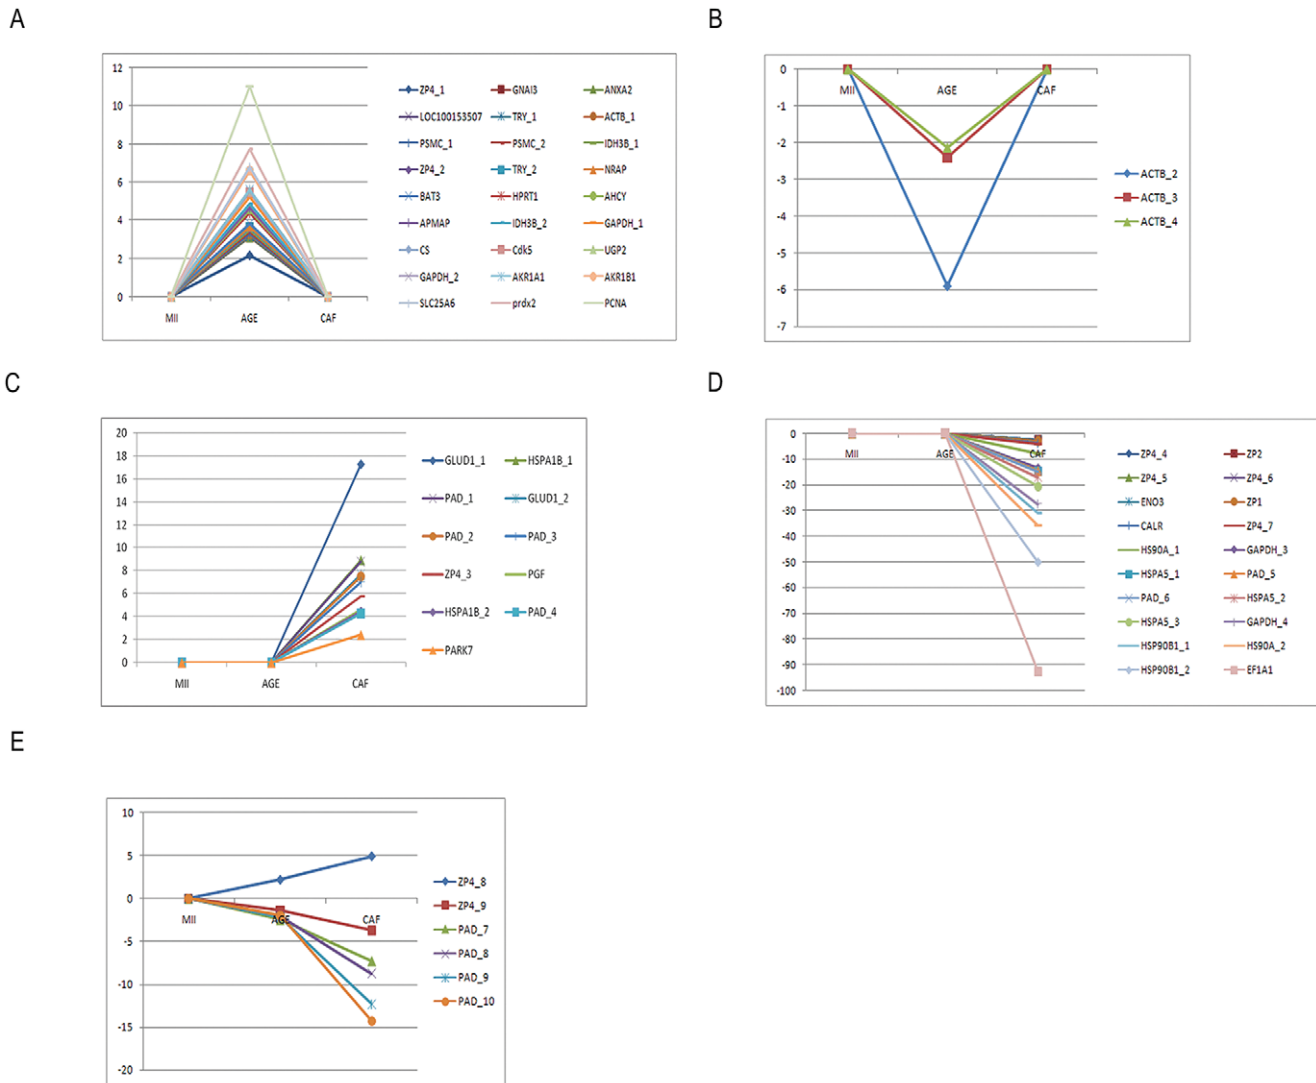 A
12
10
8
6
4
2
0
MII AGE CAF
ZP4_1 GNAI3 ANXA2
LOC100153507 TRY_1 ACTB_1
PSMC_1 PSMC_2 IDH3B_1
ZP4_2 TRY_2 NRAP
BAT3 HPRT1 AHCY
APMAP IDH3B_2 GAPDH_1
CS Cdk5 UGP2
GAPDH_2 AKR1A1 AKR1B1
SLC25A6 prdx2 PCNA
B
0
-1
-2
-3
-4
-5
-6
-7
MII AGE CAF
ACTB_2
ACTB_3
ACTB_4
C
20
18
16
14
12
10
8
6
4
2
0
MII AGE CAF
GLUD1_1 HSPA1B_1
PAD_1 GLUD1_2
PAD_2 PAD_3
ZP4_3 PGF
HSPA1B_2 PAD_4
PARK7
D
0
-10
-20
-30
-40
-50
-60
-70
-80
-90
-100
MII AGE CAF
ZP4_4 ZP2
ZP4_5 ZP4_6
ENO3 ZP1
CALR ZP4_7
HS90A_1 GAPDH_3
HSPA5_1 PAD_5
PAD_6 HSPA5_2
HSPA5_3 GAPDH_4
HSP90B1_1 HS90A_2
HSP90B1_2 EF1A1
E
10
5
0
-5
-10
-15
-20
MII AGE CAF
ZP4_8
ZP4_9
PAD_7
PAD_8
PAD_9
PAD_10